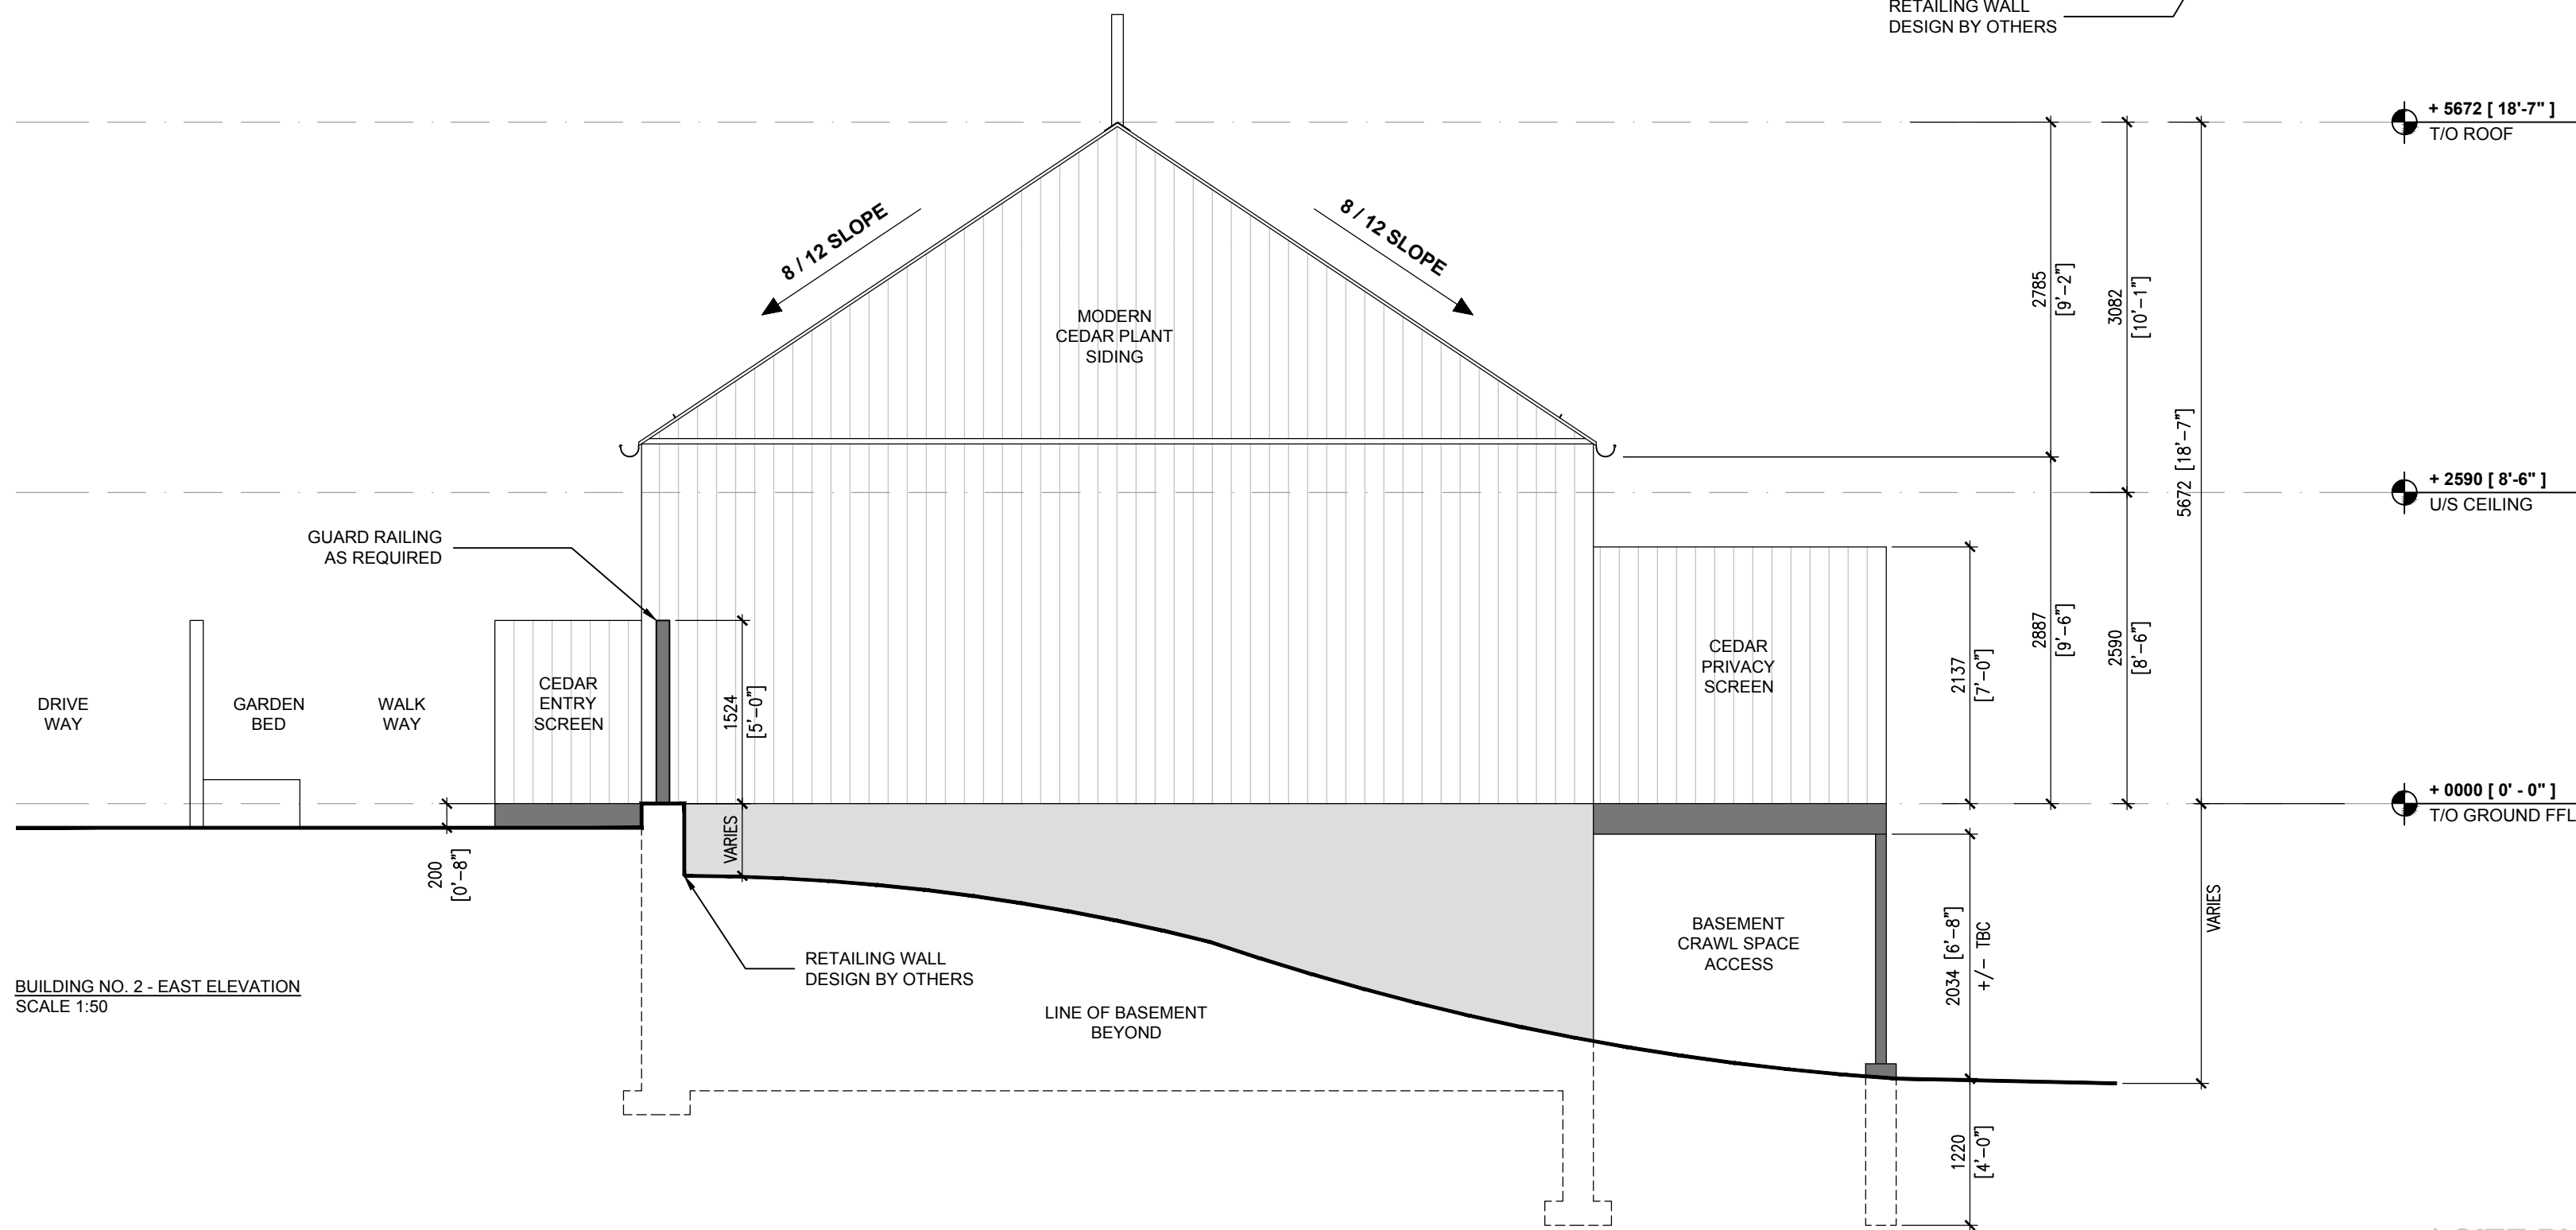 RETAILING WALL
DESIGN BY OTHERS
+ 5672 [ 18'-7" ]
T/O ROOF
8 / 12 SLOPE
8 / 12 SLOPE
2785
[9'-2"]
3082
[10'-1"]
MODERN
CEDAR PLANT
SIDING
5672 [18'-7"]
+ 2590 [ 8'-6" ]
U/S CEILING
GUARD RAILING
AS REQUIRED
2887
[9'-6"]
2590
[8'-6"]
DRIVE
WAY
GARDEN
BED
WALK
WAY
CEDAR
ENTRY
SCREEN
1524
[5'-0"]
CEDAR
PRIVACY
SCREEN
2137
[7'-0"]
+ 0000 [ 0' - 0" ]
T/O GROUND FFL
200
[0'-8"]
VARIES
VARIES
BASEMENT
CRAWL SPACE
ACCESS
2034 [6'-8"]
+/- TBC
RETAILING WALL
DESIGN BY OTHERS
BUILDING NO. 2 - EAST ELEVATION
SCALE 1:50
LINE OF BASEMENT
BEYOND
1220
[4'-0"]